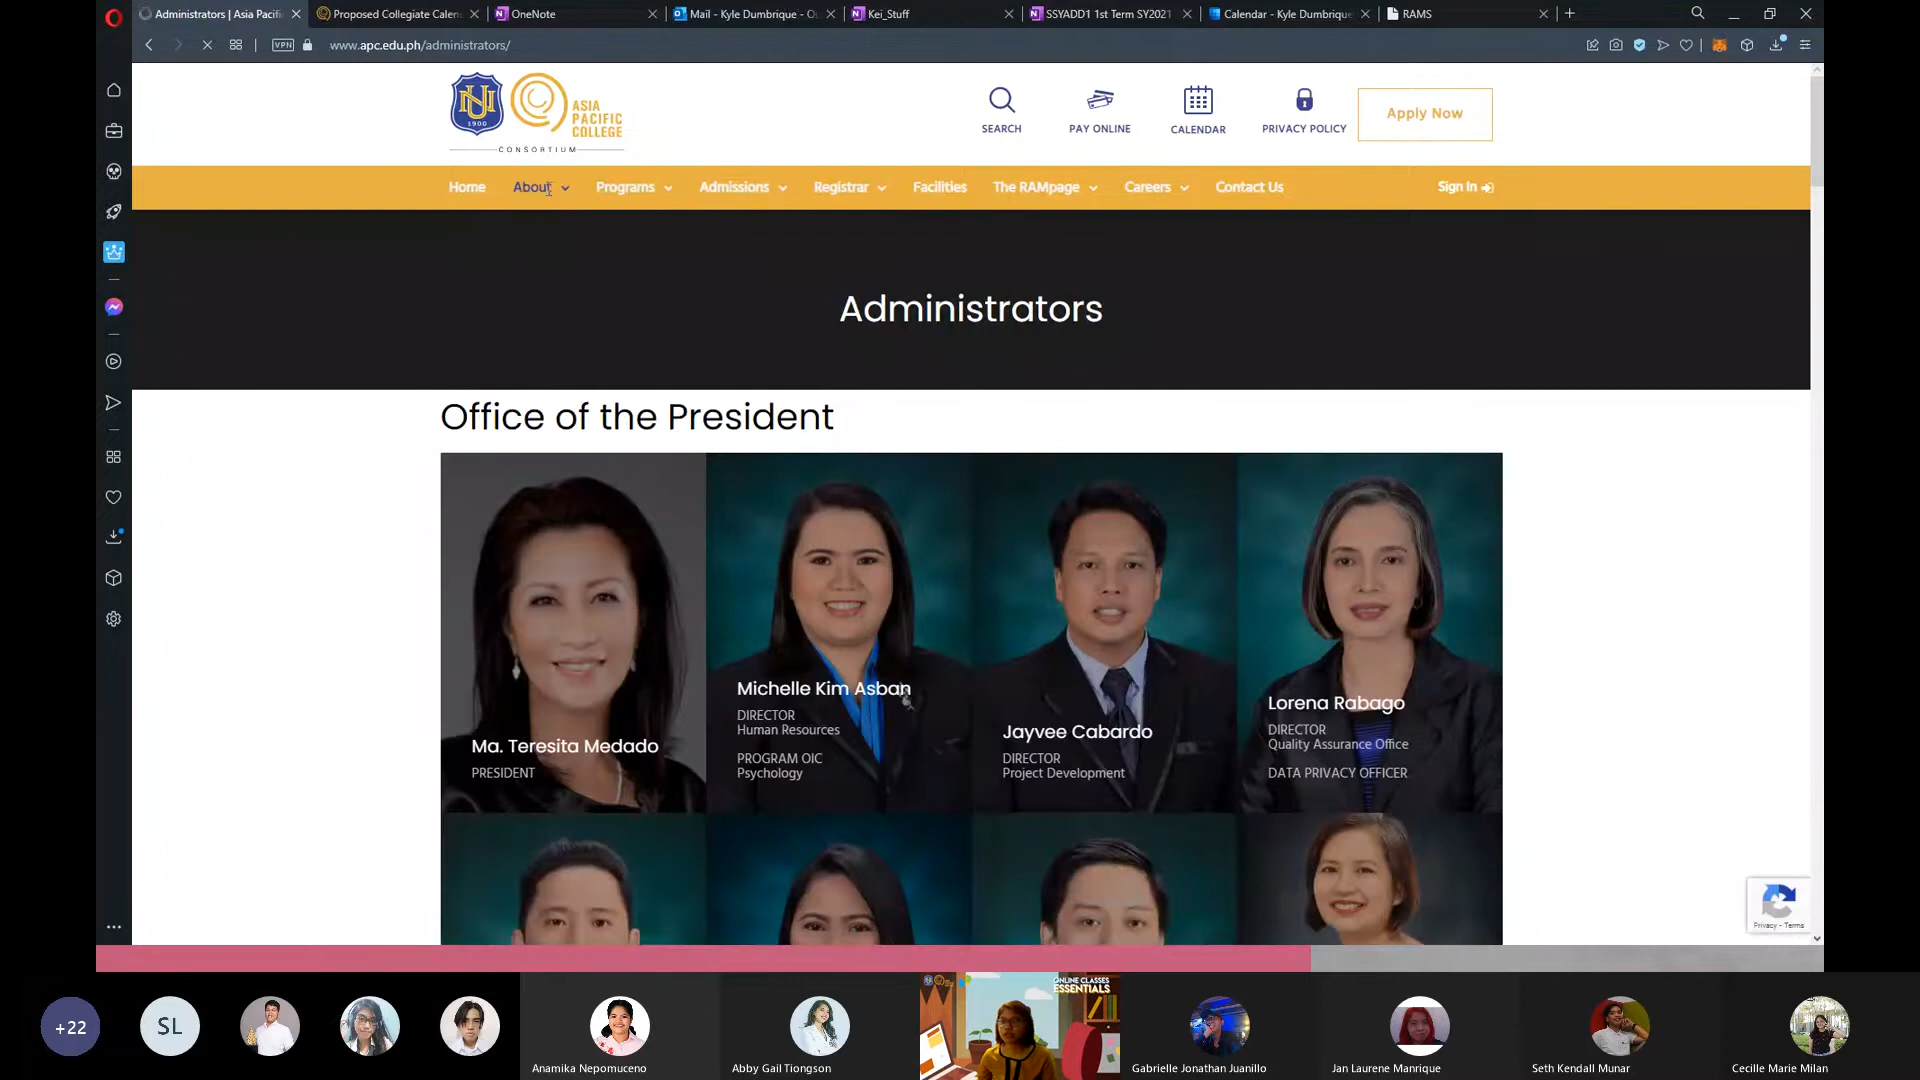 Administrators | Asia Pacific
Proposed Collegiate Calen
OneNote
Mail - Kyle Dumbrique - O
Kei_Stuff
SSYADD1 1st Term SY2021
Calendar - Kyle Dumbrique
RAMS
VPN
www.apc.edu.ph/administrators/
NU
1900
ASIA
PACIFIC
COLLEGE
CONSORTIUM
SEARCH
PAY ONLINE
CALENDAR
PRIVACY POLICY
Apply Now
Home
About
Programs
Admissions
Registrar
Facilities
The RAMpage
Careers
Contact Us
Sign In
Administrators
Office of the President
Ma. Teresita Medado
PRESIDENT
Michelle Kim Asban
DIRECTOR
Human Resources
PROGRAM OIC
Psychology
Jayvee Cabardo
DIRECTOR
Project Development
Lorena Rabago
DIRECTOR
Quality Assurance Office
DATA PRIVACY OFFICER
Privacy - Terms
+22
SL
Anamika Nepomuceno
Abby Gail Tiongson
ONLINE CLASSES
ESSENTIALS
Gabrielle Jonathan Juanillo
Jan Laurene Manrique
Seth Kendall Munar
Cecille Marie Milan